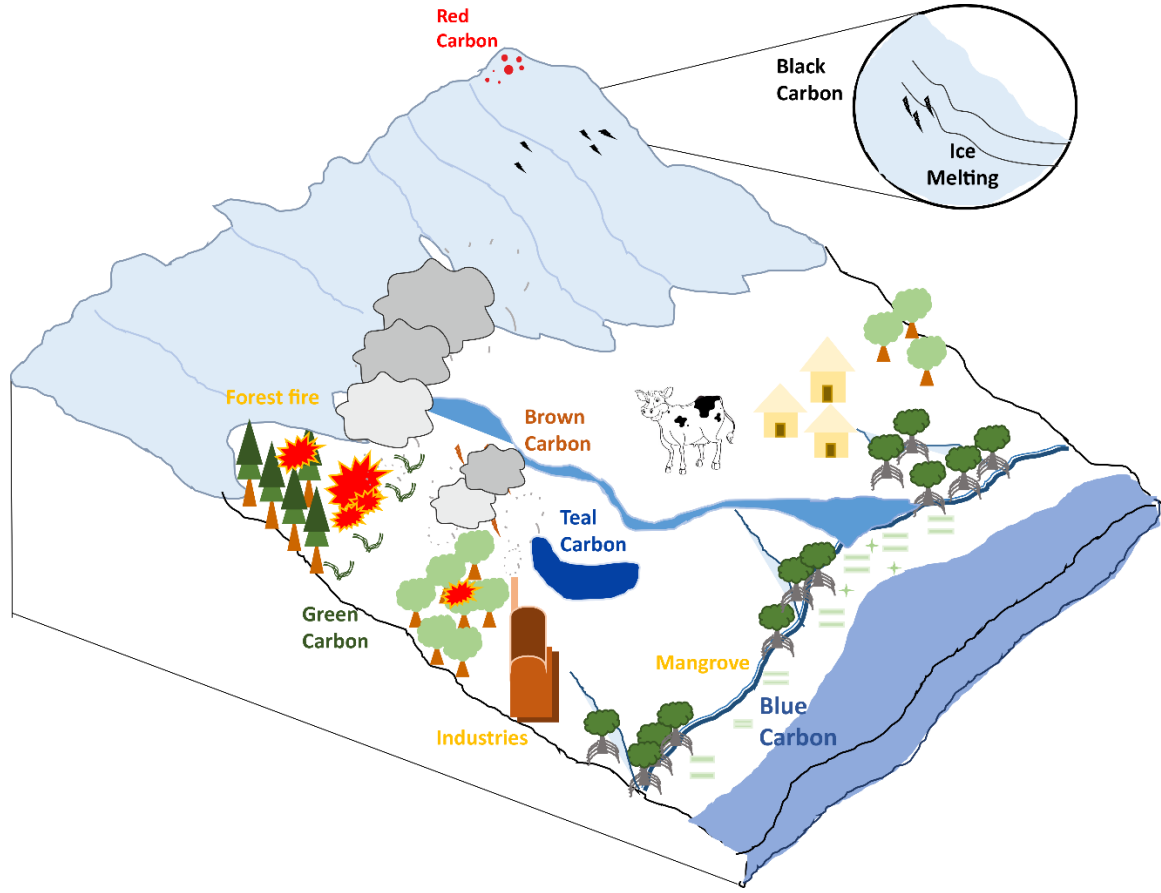 Red
Carbon
Black
Carbon
Ice
Melting
Forest fire
Brown
Carbon
Teal
Carbon
Green
Carbon
Mangrove
Blue
Carbon
Industries